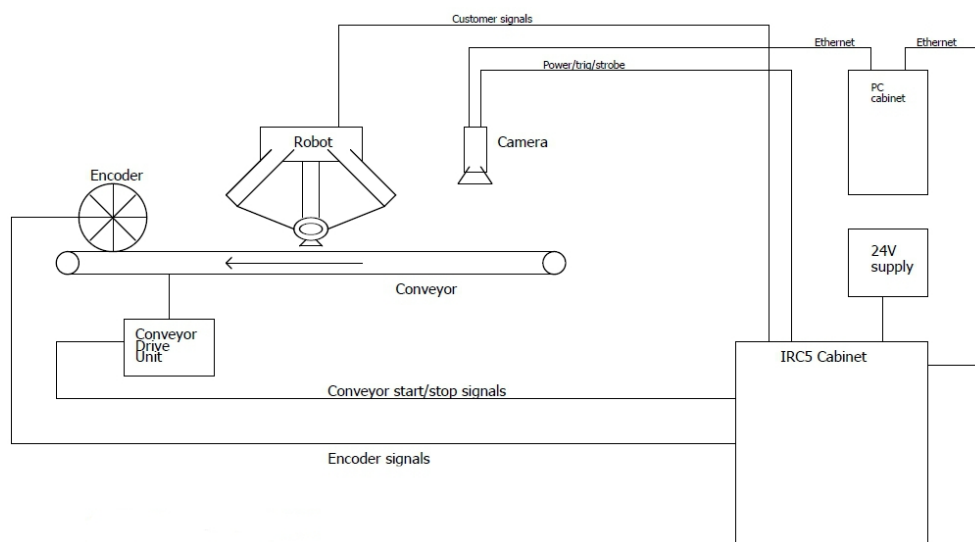 Customer signals
Ethernet
Ethernet
Power/trig/strobe
PC
cabinet
Robot
Camera
Encoder
24V
supply
Conveyor
Conveyor
Drive
Unit
IRC5 Cabinet
Conveyor start/stop signals
Encoder signals